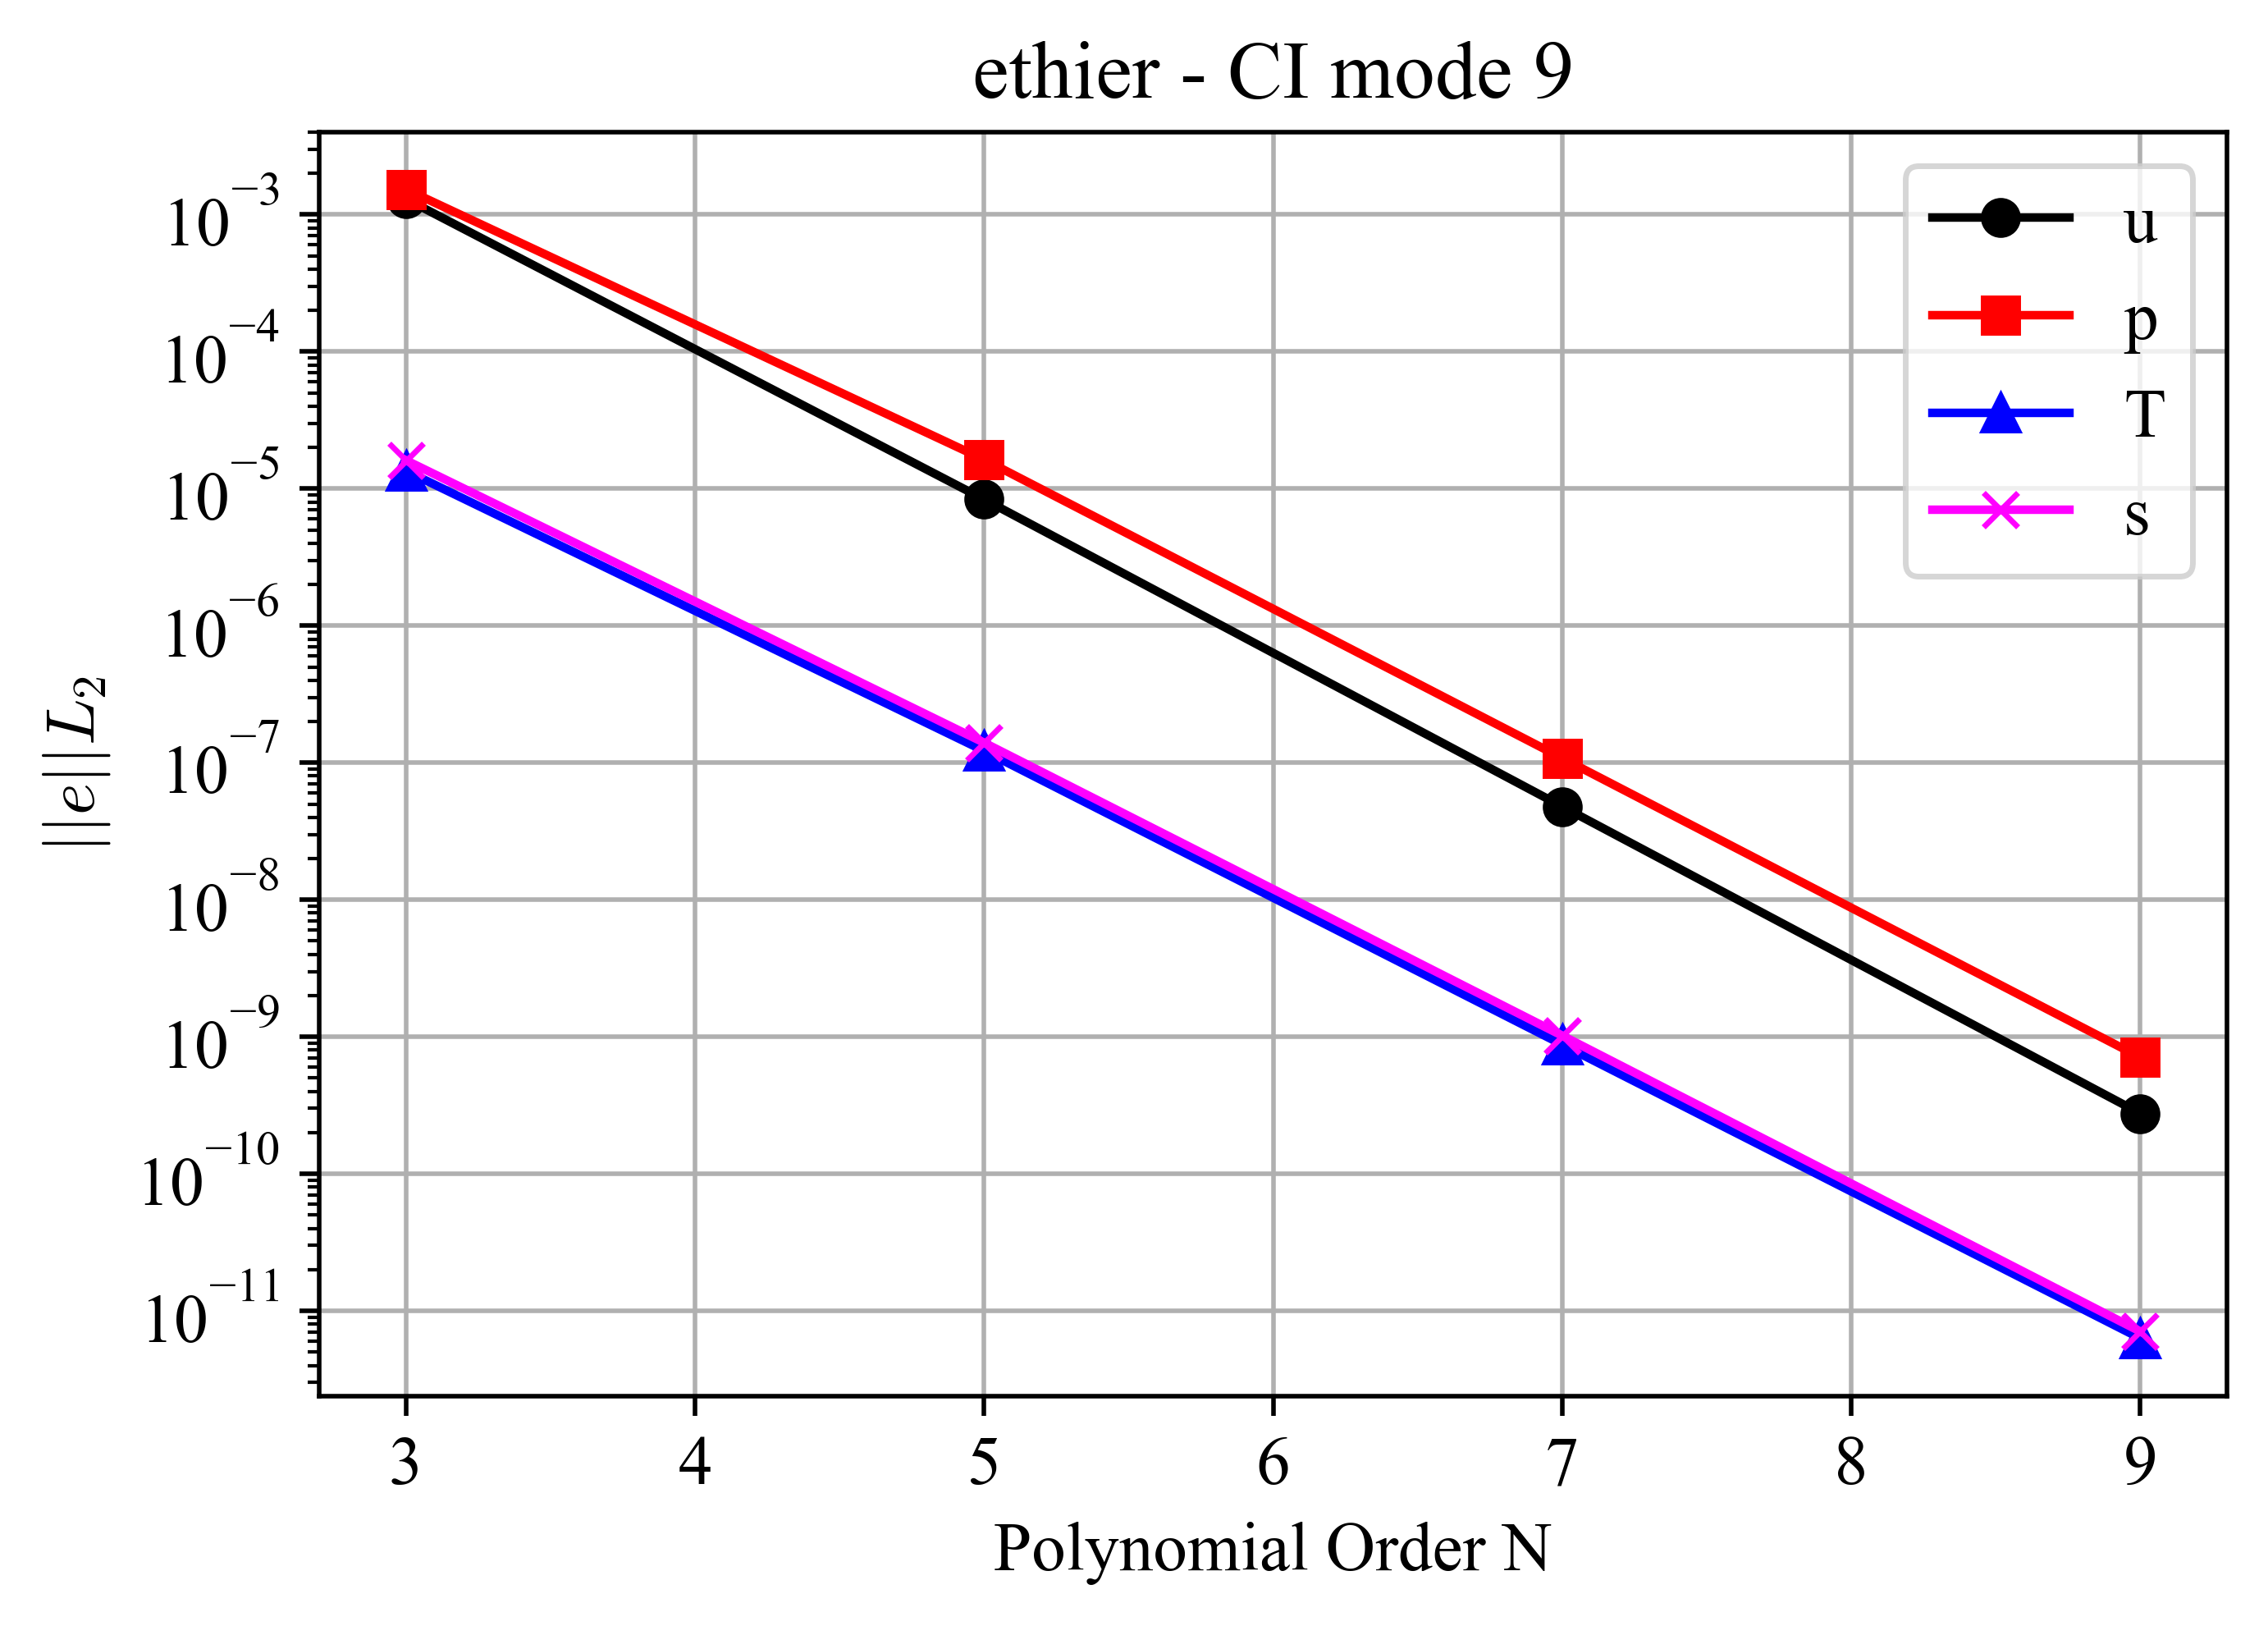 ethier - CI mode 9
10⁻³
10⁻⁴
10⁻⁵
10⁻⁶
10⁻⁷
10⁻⁸
10⁻⁹
10⁻¹⁰
10⁻¹¹
||e||L₂
u
p
T
s
3 4 5 6 7 8 9
Polynomial Order N